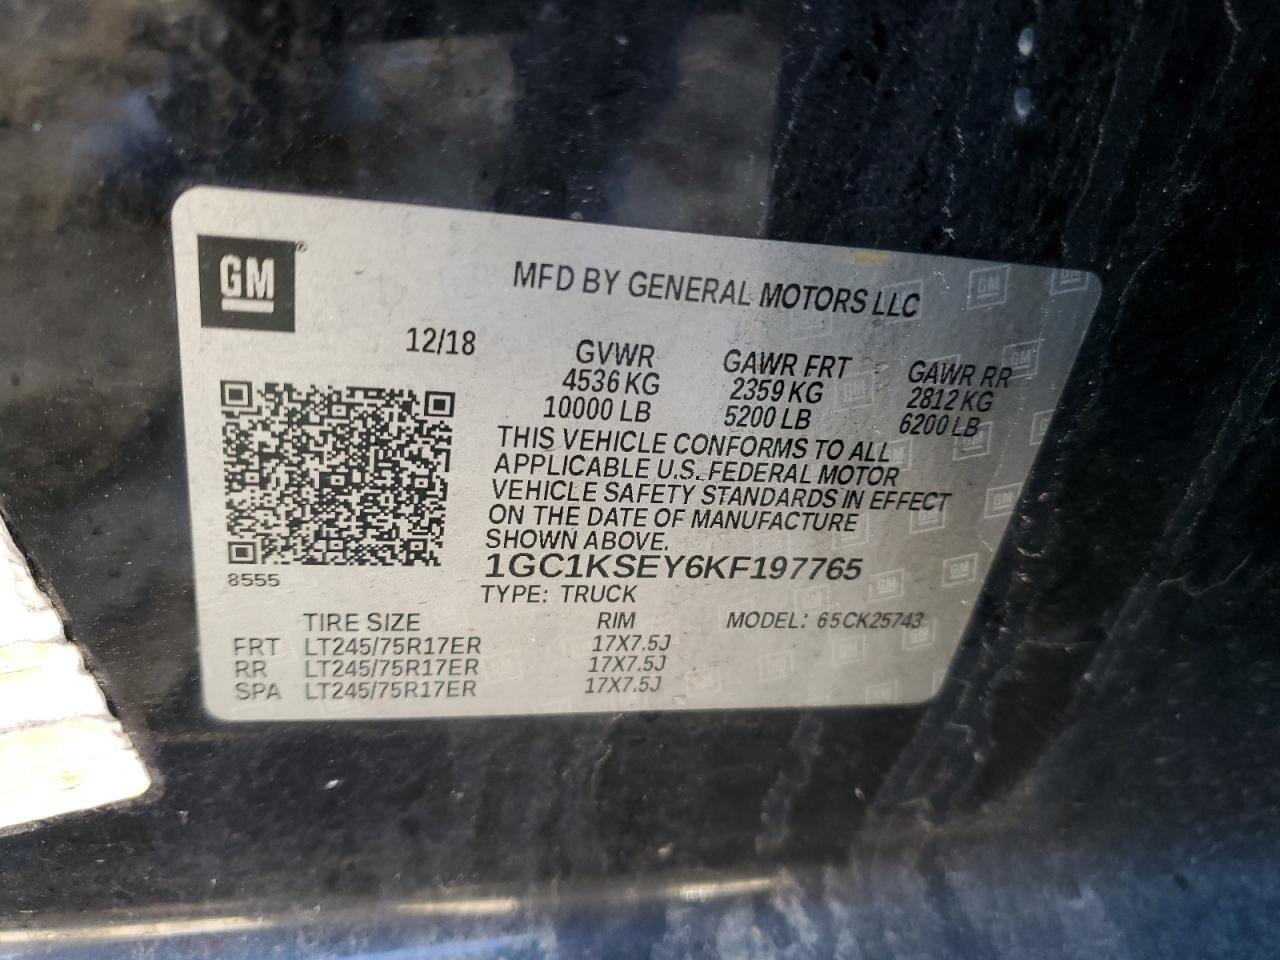 GM®
MFD BY GENERAL MOTORS LLC
12/18
GVWR
4536 KG
10000 LB
GAWR FRT
2359 KG
5200 LB
GAWR RR
2812 KG
6200 LB
THIS VEHICLE CONFORMS TO ALL
APPLICABLE U.S. FEDERAL MOTOR
VEHICLE SAFETY STANDARDS IN EFFECT
ON THE DATE OF MANUFACTURE
SHOWN ABOVE.
8555
1GC1KSEY6KF197765
TYPE: TRUCK
TIRE SIZE RIM MODEL: 65CK25743
FRT LT245/75R17ER 17X7.5J
RR LT245/75R17ER 17X7.5J
SPA LT245/75R17ER 17X7.5J